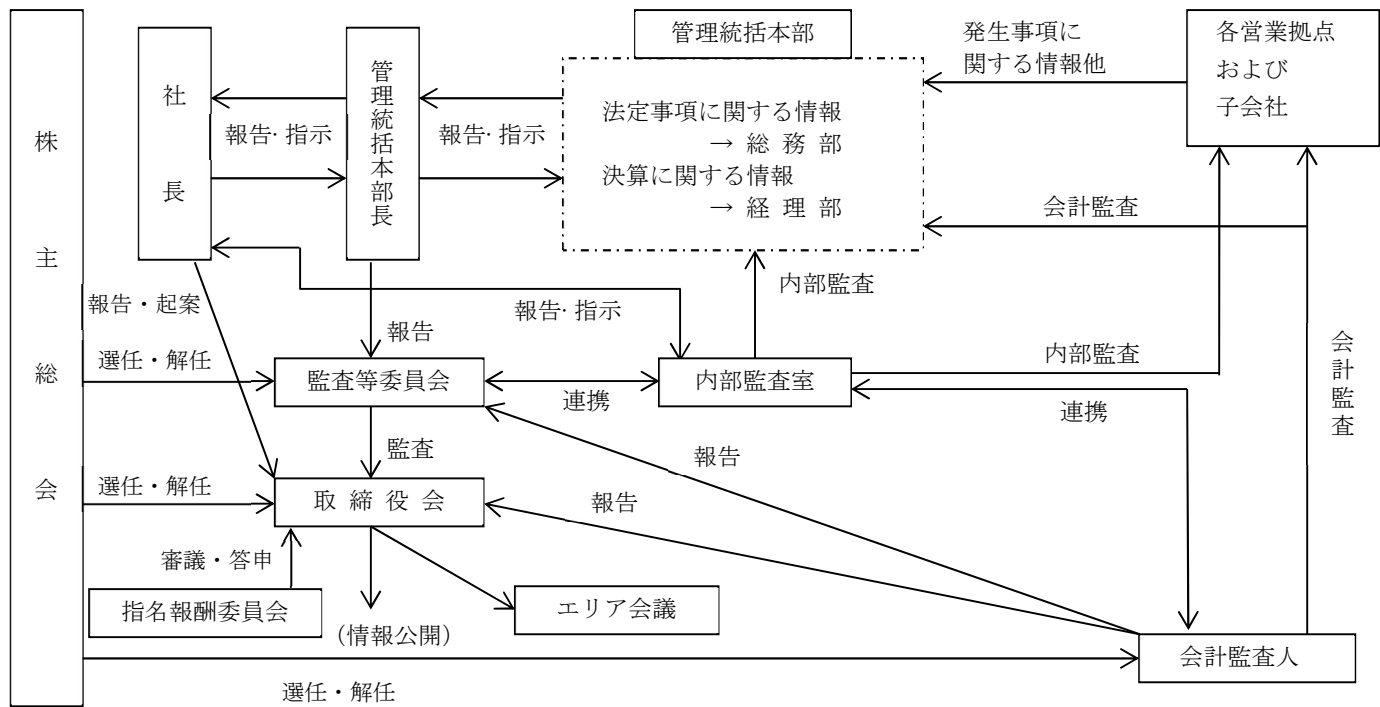 株主総会
社長
管理統括本部長
管理統括本部
発生事項に
関する情報他
各営業拠点
および
子会社
報告・指示
報告・指示
法定事項に関する情報
→ 総 務 部
決算に関する情報
→ 経 理 部
会計監査
内部監査
報告・起案
報告・指示
報告
選任・解任
監査等委員会
連携
内部監査室
内部監査
連携
会計監査
監査
報告
選任・解任
取 締 役 会
報告
審議・答申
指名報酬委員会
(情報公開)
エリア会議
会計監査人
選任・解任